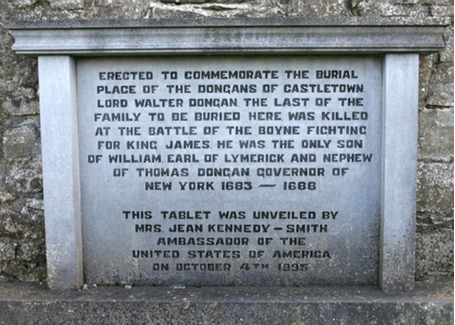 ERECTED TO COMMEMORATE THE BURIAL
PLACE OF THE DONGANS OF CASTLETOWN.
LORD WALTER DONGAN, THE LAST OF THE
FAMILY TO BE BURIED HERE, WAS KILLED
AT THE BATTLE OF THE BOYNE FIGHTING
FOR KING JAMES. HE WAS THE ONLY SON
OF WILLIAM, EARL OF LYMERICK AND NEPHEW
OF THOMAS DONGAN GOVERNOR OF
NEW YORK 1683 — 1688
THIS TABLET WAS UNVEILED BY
MRS. JEAN KENNEDY-SMITH
AMBASSADOR OF THE
UNITED STATES OF AMERICA
ON OCTOBER 4TH 1995